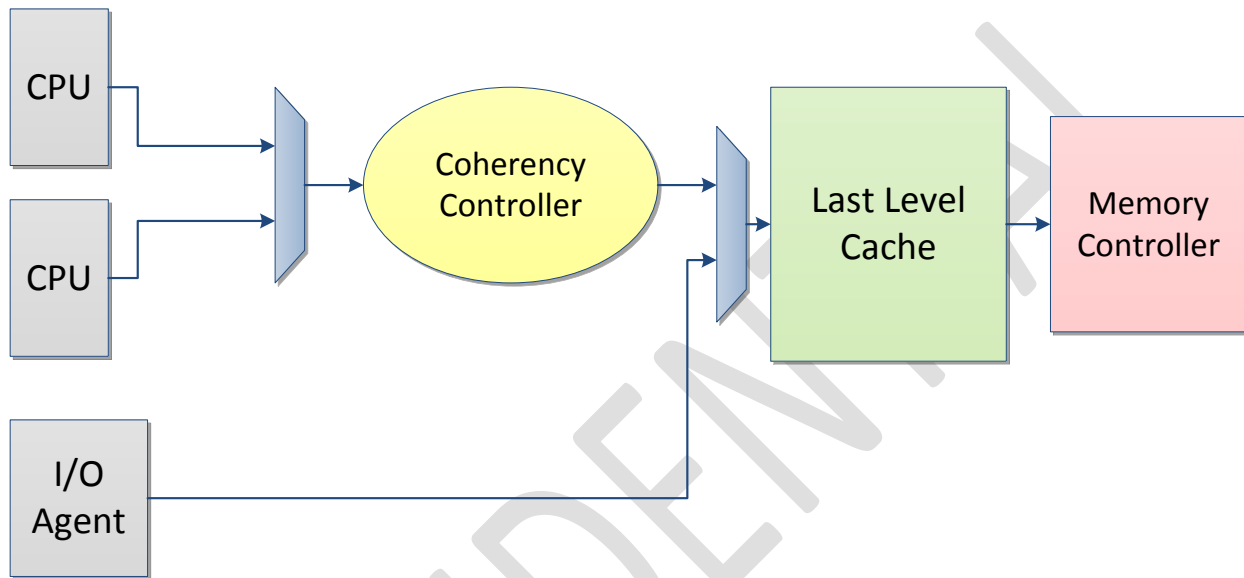 CPU
CPU
I/O
Agent
Coherency
Controller
Last Level
Cache
Memory
Controller